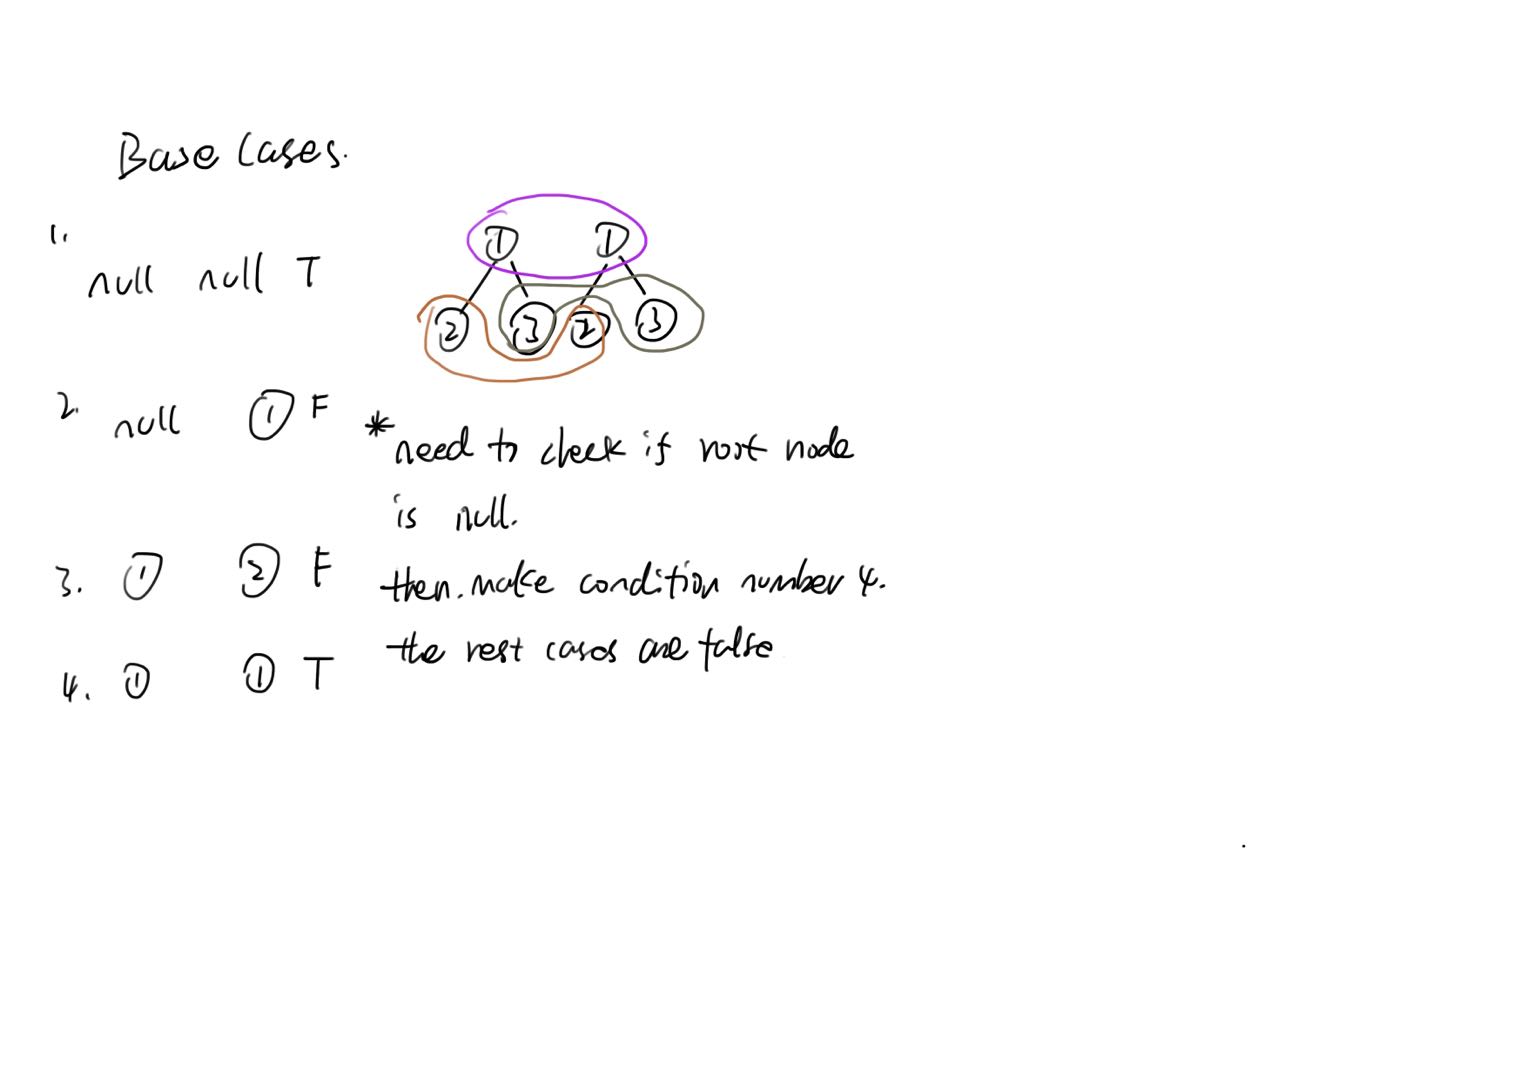 Base Cases.
1.
null null T
① ①
② ③ ② ③
2. null ① F
* need to check if root node
is null.
3. ① ② F
then. make condition number 4.
the rest cases are false
4. ① ① T